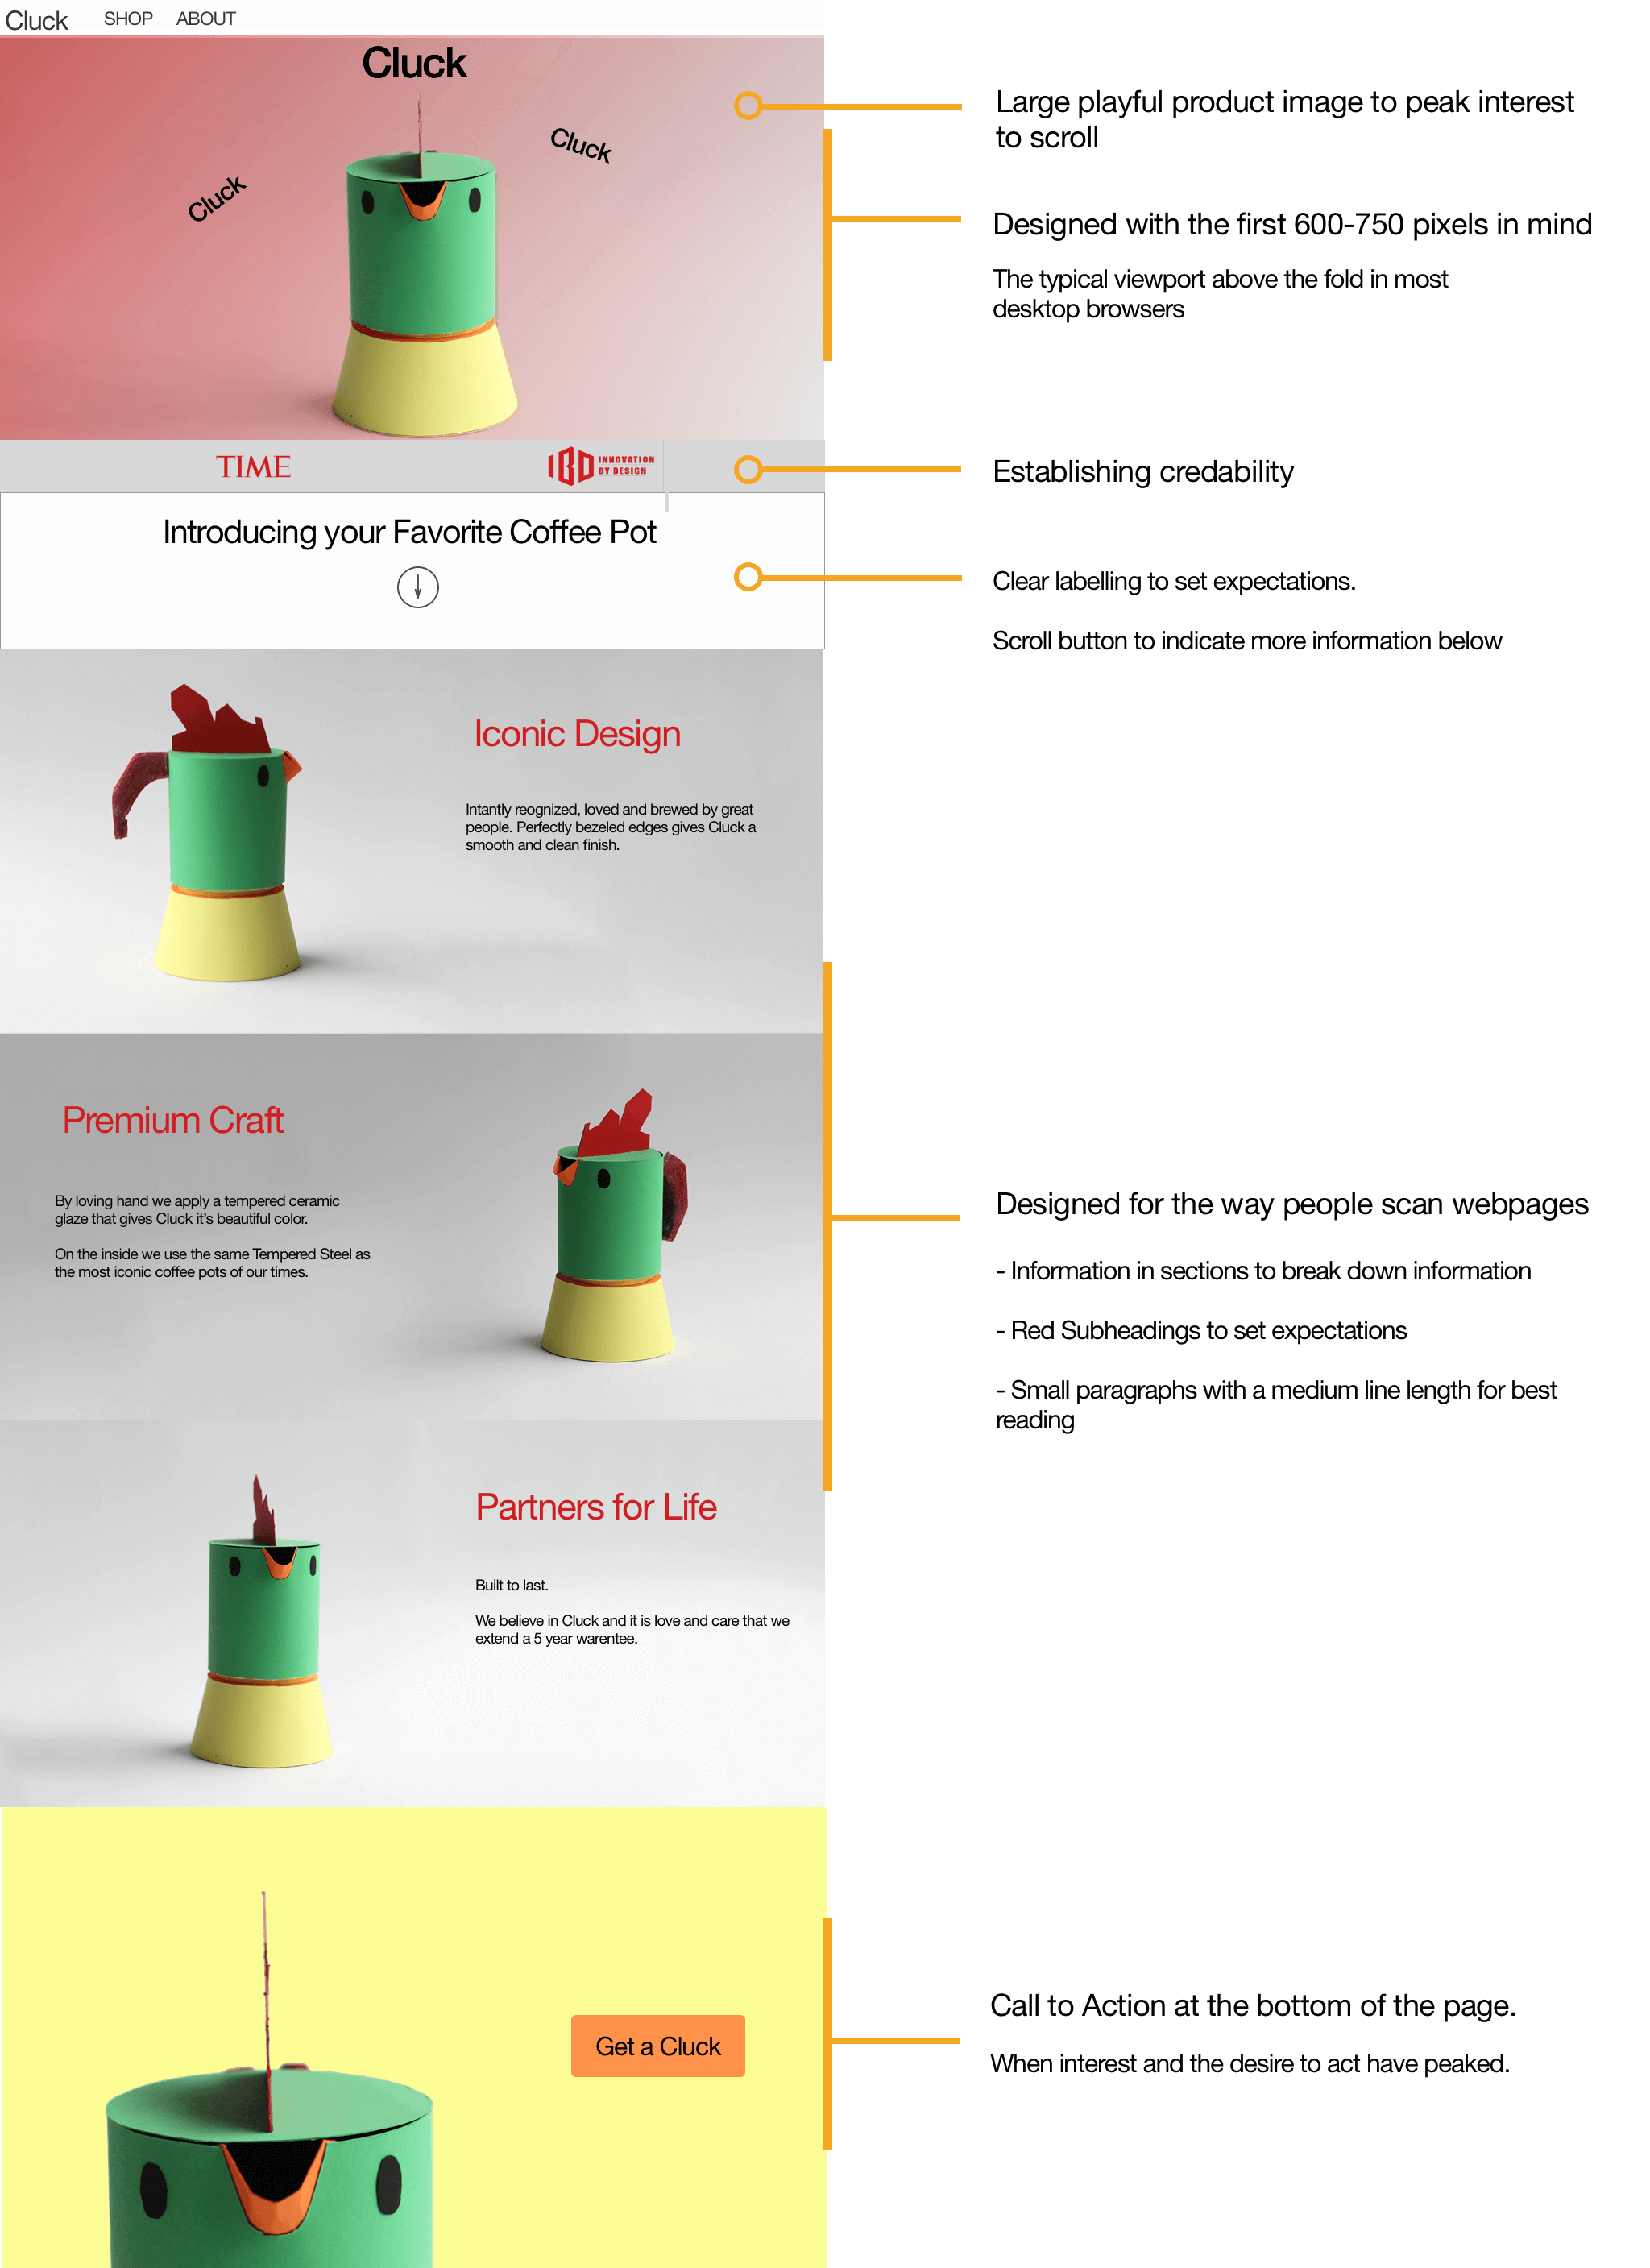 Cluck SHOP ABOUT
Cluck
Cluck
Cluck
Large playful product image to peak interest
to scroll
Designed with the first 600-750 pixels in mind
The typical viewport above the fold in most
desktop browsers
TIME
IBD INNOVATION
BY DESIGN
Establishing credability
Introducing your Favorite Coffee Pot
Clear labelling to set expectations.
Scroll button to indicate more information below
Iconic Design
Intantly reognized, loved and brewed by great
people. Perfectly bezeled edges gives Cluck a
smooth and clean finish.
Premium Craft
By loving hand we apply a tempered ceramic
glaze that gives Cluck it's beautiful color.
On the inside we use the same Tempered Steel as
the most iconic coffee pots of our times.
Designed for the way people scan webpages
- Information in sections to break down information
- Red Subheadings to set expectations
- Small paragraphs with a medium line length for best
reading
Partners for Life
Built to last.
We believe in Cluck and it is love and care that we
extend a 5 year warentee.
Get a Cluck
Call to Action at the bottom of the page.
When interest and the desire to act have peaked.